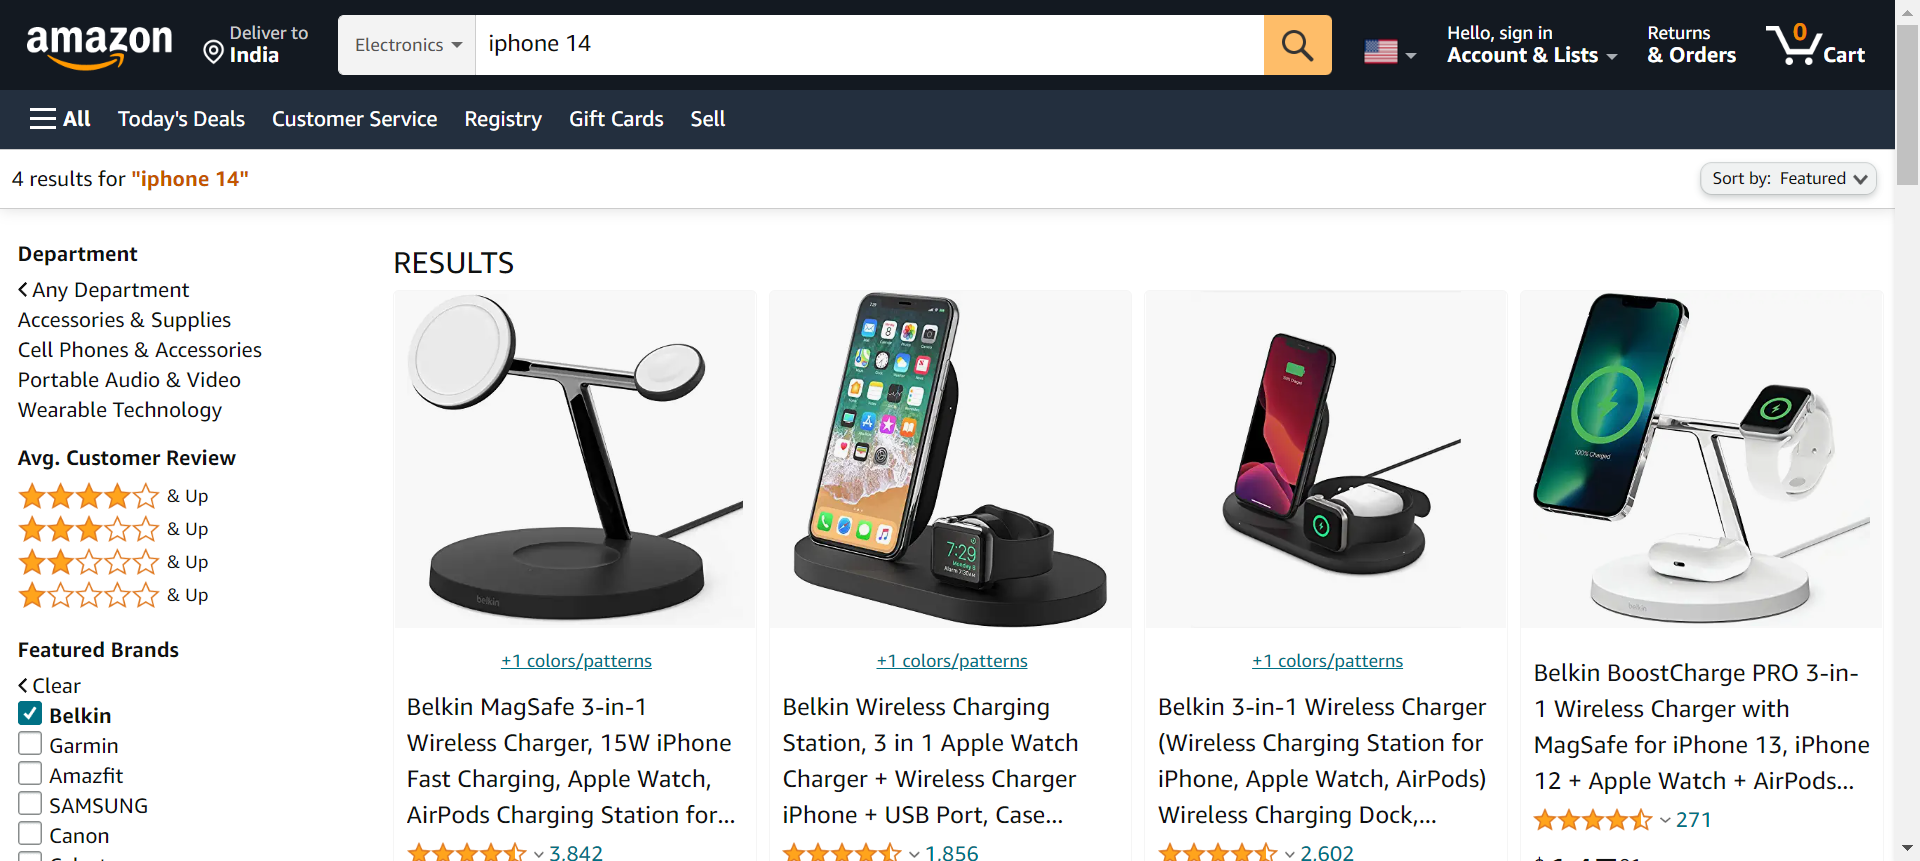 amazon
Deliver to
India
Electronics
iphone 14
Hello, sign in
Account & Lists
Returns
& Orders
0
Cart
All
Today's Deals
Customer Service
Registry
Gift Cards
Sell
4 results for "iphone 14"
Sort by: Featured
Department
Any Department
Accessories & Supplies
Cell Phones & Accessories
Portable Audio & Video
Wearable Technology
Avg. Customer Review
& Up
& Up
& Up
& Up
Featured Brands
Clear
Belkin
Garmin
Amazfit
SAMSUNG
Canon
RESULTS
belkin
7:29
100% Charged
belkin
+1 colors/patterns
Belkin MagSafe 3-in-1
Wireless Charger, 15W iPhone
Fast Charging, Apple Watch,
AirPods Charging Station for...
3,842
+1 colors/patterns
Belkin Wireless Charging
Station, 3 in 1 Apple Watch
Charger + Wireless Charger
iPhone + USB Port, Case...
1,856
+1 colors/patterns
Belkin 3-in-1 Wireless Charger
(Wireless Charging Station for
iPhone, Apple Watch, AirPods)
Wireless Charging Dock,...
2,602
Belkin BoostCharge PRO 3-in-
1 Wireless Charger with
MagSafe for iPhone 13, iPhone
12 + Apple Watch + AirPods...
271